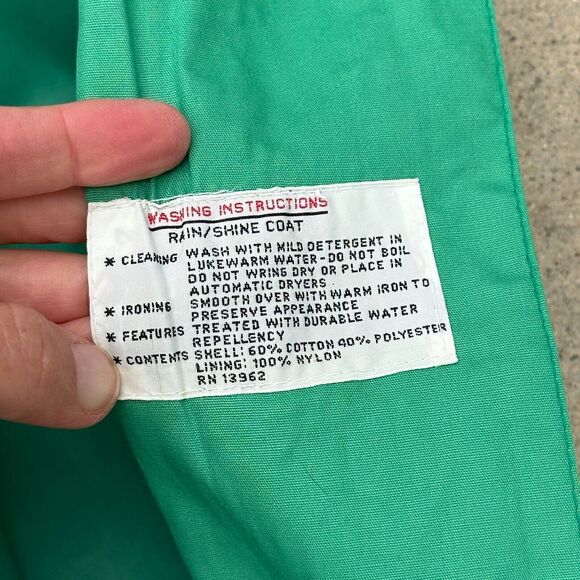 WASHING INSTRUCTIONS
RAIN/SHINE COAT
* CLEANING WASH WITH MILD DETERGENT IN
LUKEWARM WATER-DO NOT BOIL
DO NOT WRING DRY OR PLACE IN
AUTOMATIC DRYERS
* IRONING SMOOTH OVER WITH WARM IRON TO
PRESERVE APPEARANCE
* FEATURES TREATED WITH DURABLE WATER
REPELLENCY
* CONTENTS SHELL: 60% COTTON 40% POLYESTER
LINING: 100% NYLON
RN 13962